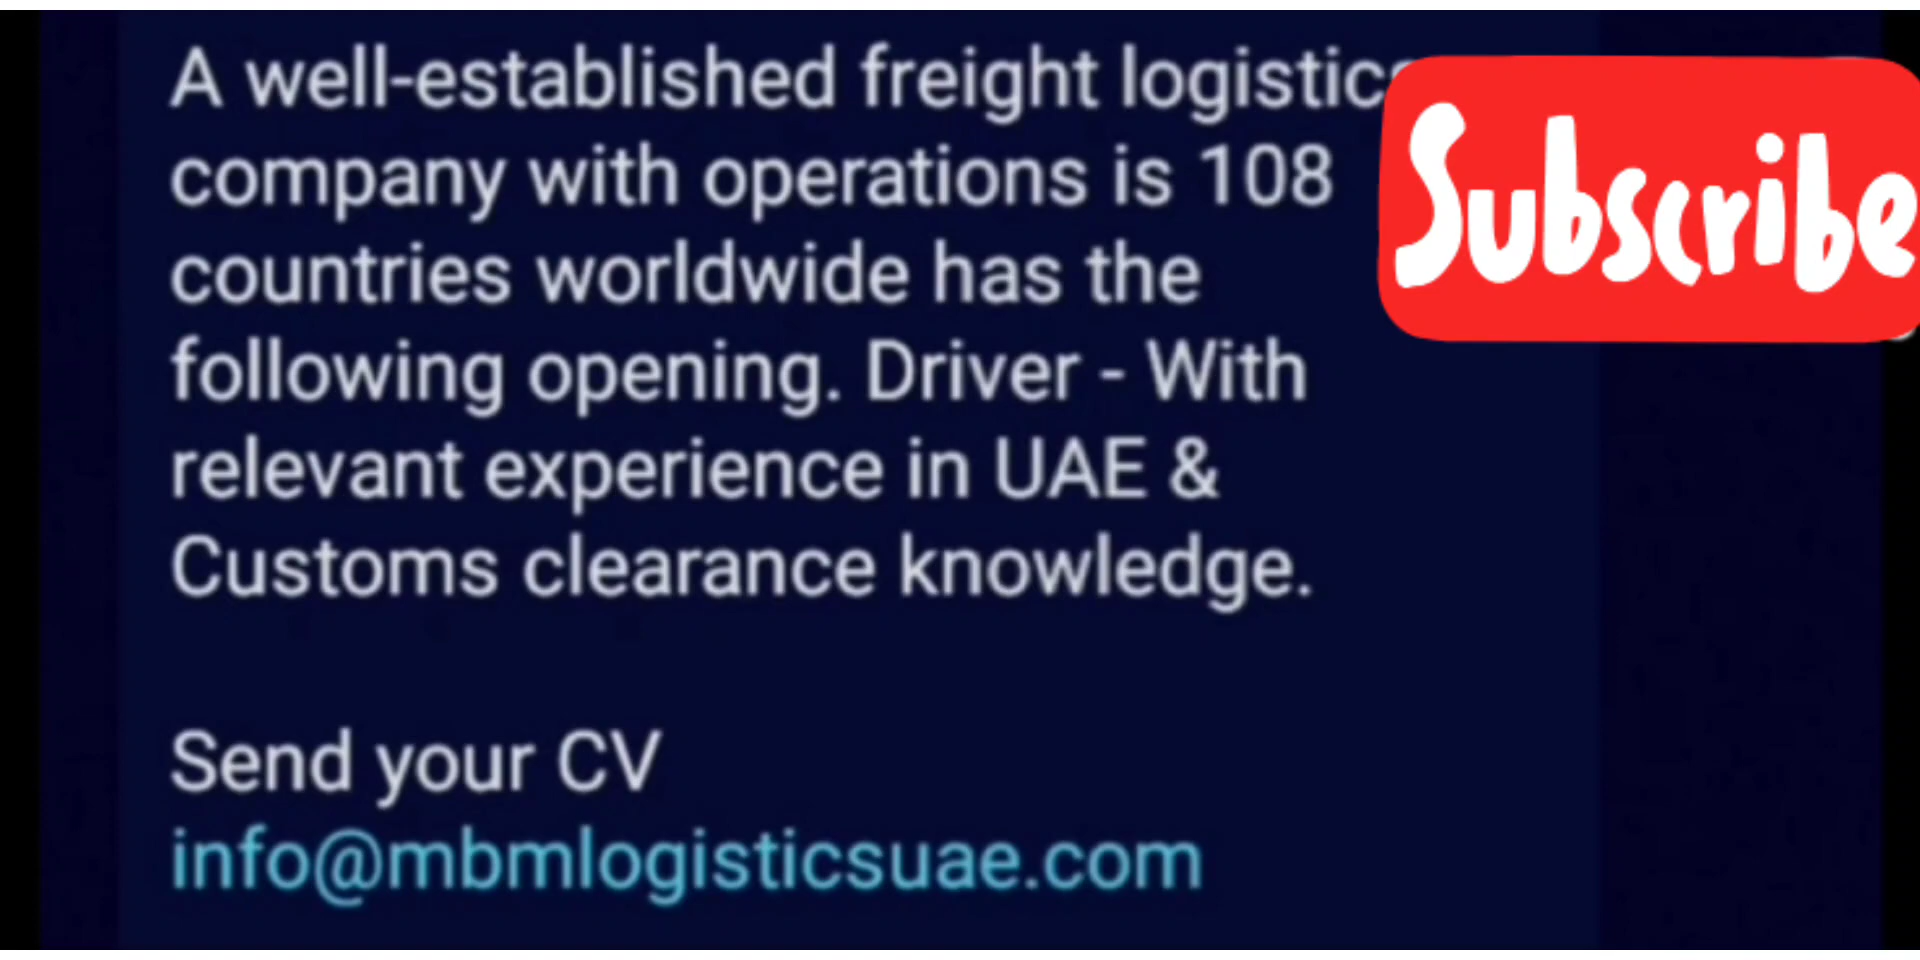 A well-established freight logistics
company with operations is 108
countries worldwide has the
following opening. Driver - With
relevant experience in UAE &
Customs clearance knowledge.
Send your CV
info@mbmlogisticsuae.com
Subscribe